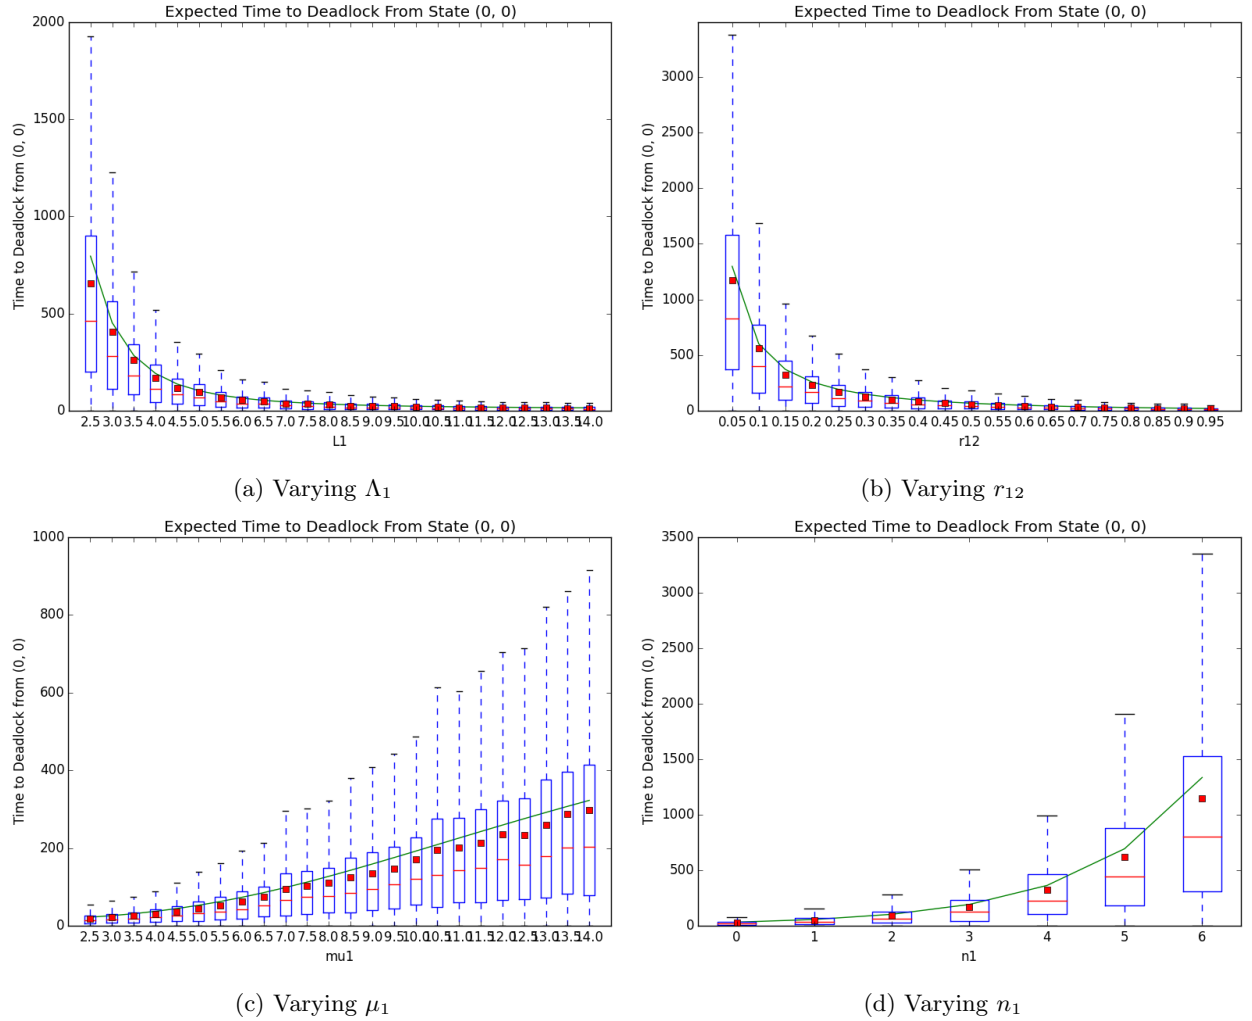 Expected Time to Deadlock From State (0, 0)
Time to Deadlock from (0, 0)
2000
1500
1000
500
0
2.5 3.0 3.5 4.0 4.5 5.0 5.5 6.0 6.5 7.0 7.5 8.0 8.5 9.0 9.5 10.0 10.5 11.0 11.5 12.0 12.5 13.0 13.5 14.0
L1
(a) Varying Λ₁
Expected Time to Deadlock From State (0, 0)
Time to Deadlock from (0, 0)
3000
3500
2500
2000
1500
1000
500
0
0.05 0.1 0.15 0.2 0.25 0.3 0.35 0.4 0.45 0.5 0.55 0.6 0.65 0.7 0.75 0.8 0.85 0.9 0.95
r12
(b) Varying r₁₂
Expected Time to Deadlock From State (0, 0)
Time to Deadlock from (0, 0)
1000
800
600
400
200
0
2.5 3.0 3.5 4.0 4.5 5.0 5.5 6.0 6.5 7.0 7.5 8.0 8.5 9.0 9.5 10.0 10.5 11.0 11.5 12.0 12.5 13.0 13.5 14.0
mu1
(c) Varying μ₁
Expected Time to Deadlock From State (0, 0)
Time to Deadlock from (0, 0)
3500
3000
2500
2000
1500
1000
500
0
0 1 2 3 4 5 6
n1
(d) Varying n₁